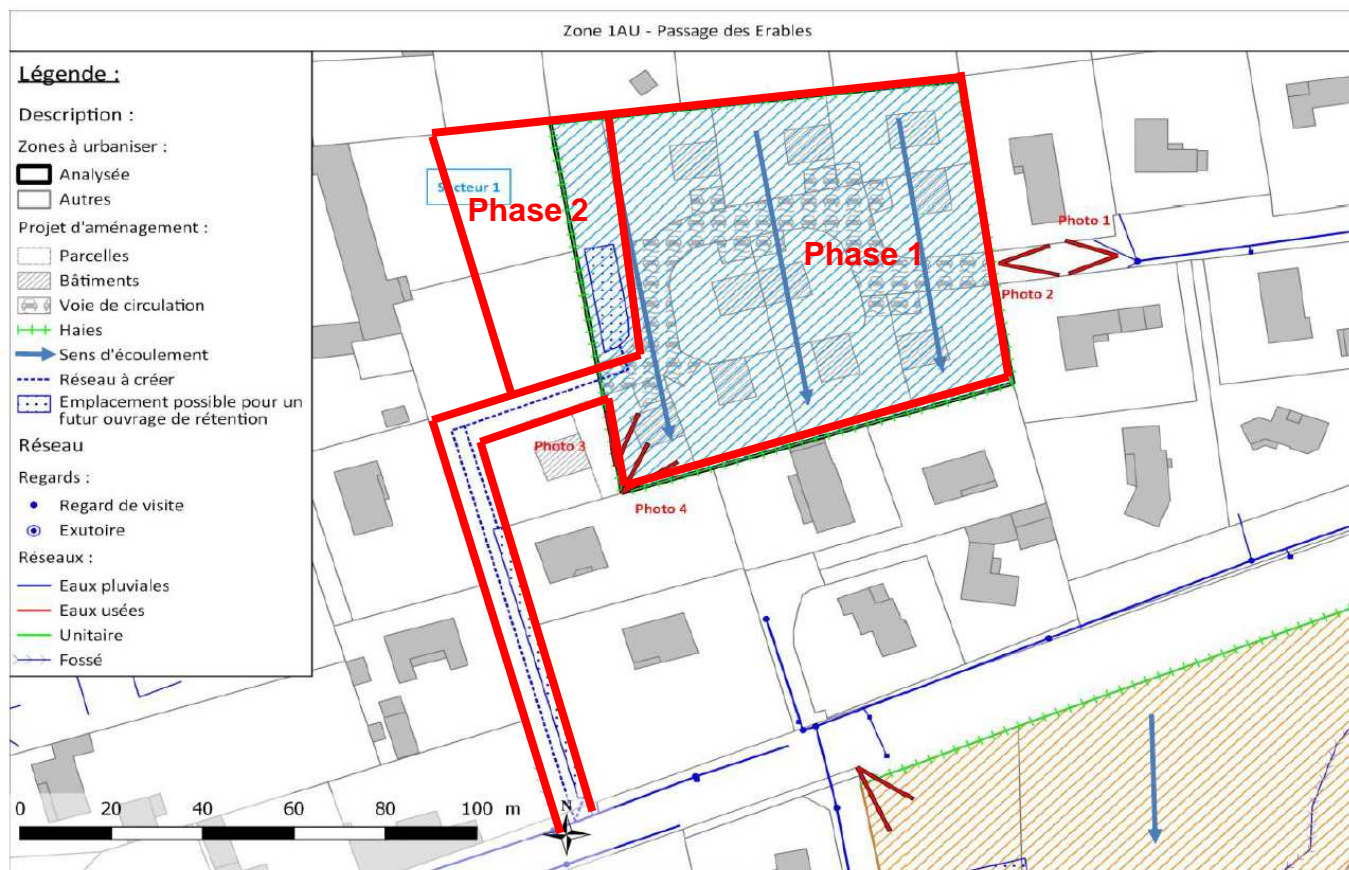 Zone 1AU - Passage des Erables
Légende :
Description :
Zones à urbaniser :
Analysée
Autres
Projet d'aménagement :
Parcelles
Bâtiments
Voie de circulation
Haies
Sens d'écoulement
Réseau à créer
Emplacement possible pour un
futur ouvrage de rétention
Réseau
Regards :
Regard de visite
Exutoire
Réseaux :
Eaux pluviales
Eaux usées
Unitaire
Fossé
Secteur 1
Phase 2
Phase 1
Photo 1
Photo 2
Photo 3
Photo 4
0 20 40 60 80 100 m
N